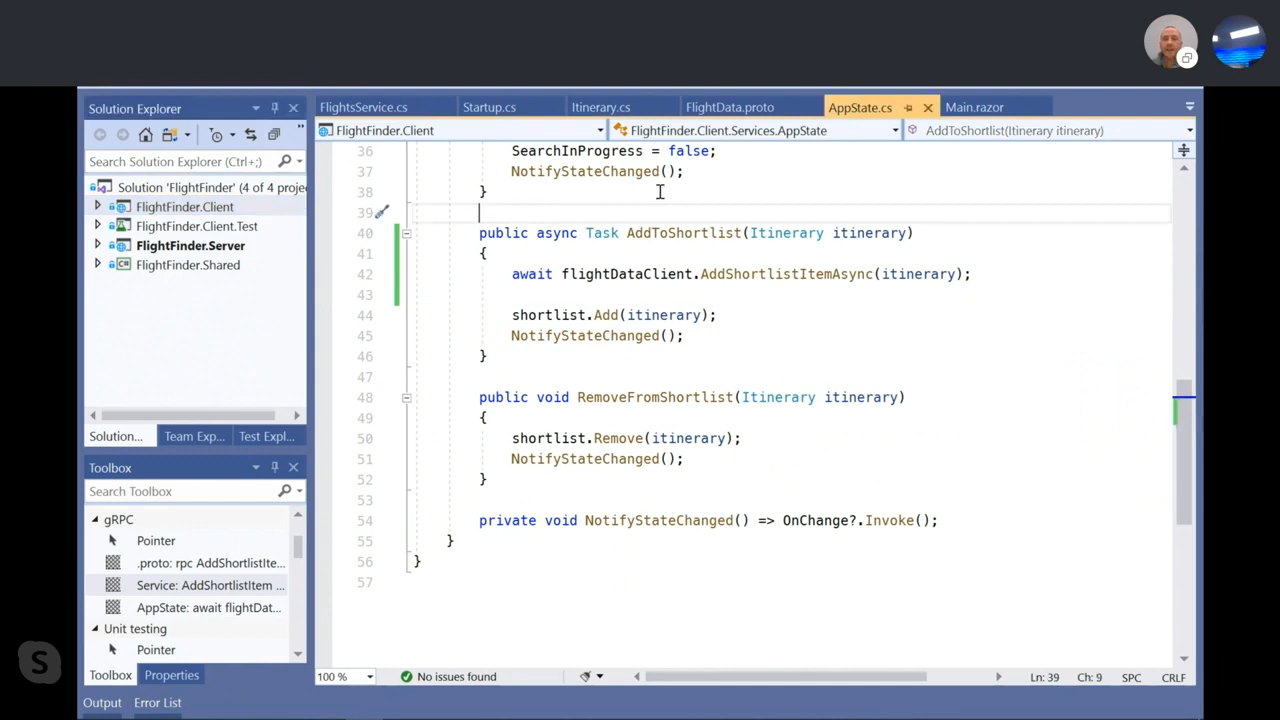 Solution Explorer
FlightsService.cs
Startup.cs
Itinerary.cs
FlightData.proto
AppState.cs
Main.razor
FlightFinder.Client
FlightFinder.Client.Services.AppState
AddToShortlist(Itinerary itinerary)
Search Solution Explorer (Ctrl+;)
Solution 'FlightFinder' (4 of 4 proje
FlightFinder.Client
FlightFinder.Client.Test
FlightFinder.Server
FlightFinder.Shared
Solution...
Team Exp...
Test Expl...
Toolbox
Search Toolbox
gRPC
Pointer
.proto: rpc AddShortlistIte...
Service: AddShortlistItem ...
AppState: await flightDat...
Unit testing
Pointer
Toolbox
Properties
Output
Error List
36 SearchInProgress = false;
37 NotifyStateChanged();
38 }
39
40 public async Task AddToShortlist(Itinerary itinerary)
41 {
42 await flightDataClient.AddShortlistItemAsync(itinerary);
43
44 shortlist.Add(itinerary);
45 NotifyStateChanged();
46 }
47
48 public void RemoveFromShortlist(Itinerary itinerary)
49 {
50 shortlist.Remove(itinerary);
51 NotifyStateChanged();
52 }
53
54 private void NotifyStateChanged() => OnChange?.Invoke();
55 }
56 }
57
100 %
No issues found
Ln: 39
Ch: 9
SPC
CRLF
S